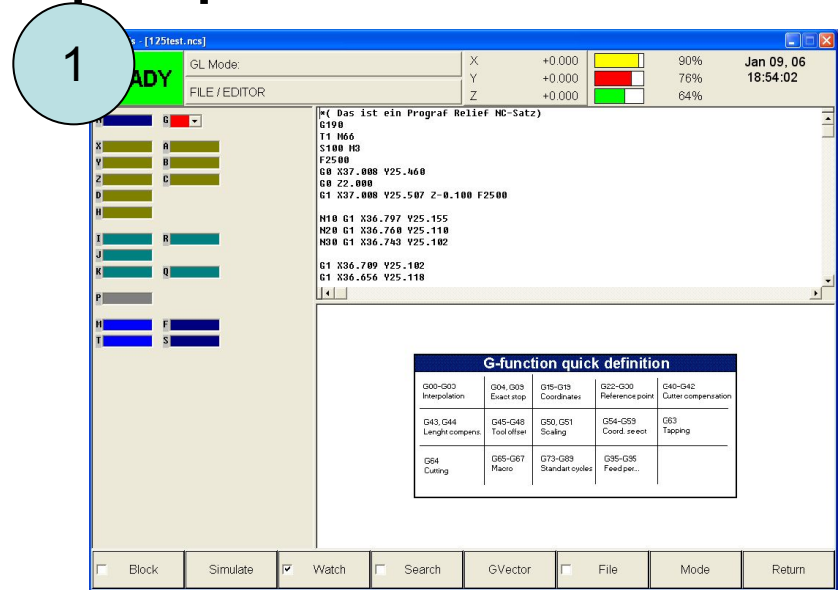 1
s - [125test.ncs]
ADY
GL Mode:
FILE / EDITOR
X +0.000
Y +0.000
Z +0.000
90%
76%
64%
Jan 09, 06
18:54:02
G
X A
Y B
Z C
D
H
I R
J
K Q
P
M F
T S
*( Das ist ein Prograf Relief NC-Satz)
G190
T1 M66
S100 M3
F2500
G0 X37.008 Y25.460
G0 Z2.000
G1 X37.008 Y25.507 Z-0.100 F2500
N10 G1 X36.797 Y25.155
N20 G1 X36.760 Y25.110
N30 G1 X36.743 Y25.102
G1 X36.709 Y25.102
G1 X36.656 Y25.118
G-function quick definition
G00-G03 G04, G09 G15-G19 G22-G30 G40-G42
Interpolation Exact stop Coordinates Reference point Cutter compensation
G43, G44 G45-G48 G50, G51 G54-G59 G63
Lenght compens. Tool offset Scaling Coord. select Tapping
G64 G65-G67 G73-G89 G95-G95
Cutting Macro Standart cycles Feed per...
Block Simulate Watch Search GVector File Mode Return